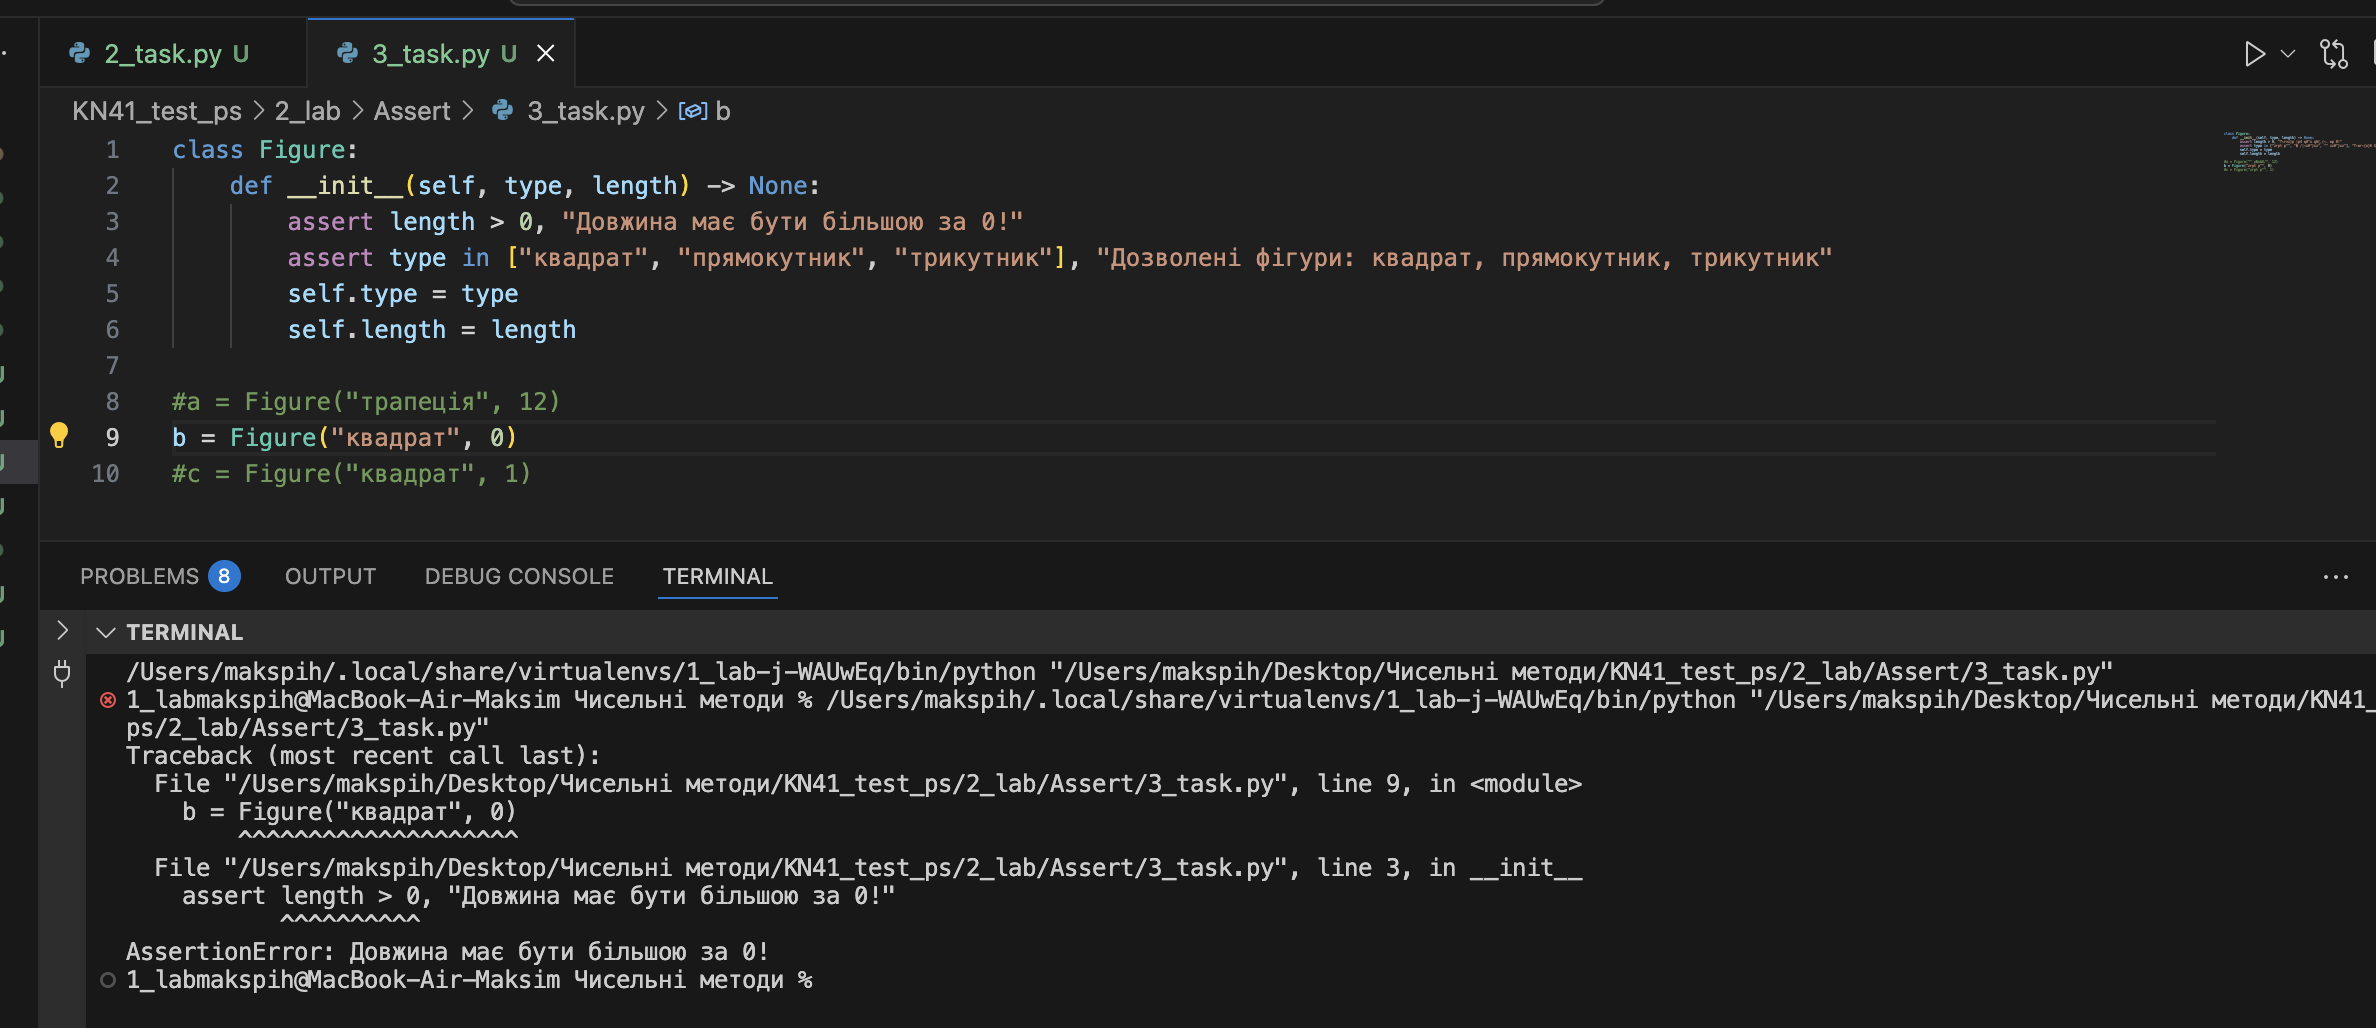 2_task.py U
3_task.py U
KN41_test_ps > 2_lab > Assert > 3_task.py > b
1 class Figure:
2 def __init__(self, type, length) -> None:
3 assert length > 0, "Довжина має бути більшою за 0!"
4 assert type in ["квадрат", "прямокутник", "трикутник"], "Дозволені фігури: квадрат, прямокутник, трикутник"
5 self.type = type
6 self.length = length
7
8 #a = Figure("трапеція", 12)
9 b = Figure("квадрат", 0)
10 #c = Figure("квадрат", 1)
PROBLEMS 8 OUTPUT DEBUG CONSOLE TERMINAL
TERMINAL
/Users/makspih/.local/share/virtualenvs/1_lab-j-WAUwEq/bin/python "/Users/makspih/Desktop/Чисельні методи/KN41_test_ps/2_lab/Assert/3_task.py"
1_labmakspih@MacBook-Air-Maksim Чисельні методи % /Users/makspih/.local/share/virtualenvs/1_lab-j-WAUwEq/bin/python "/Users/makspih/Desktop/Чисельні методи/KN41_
ps/2_lab/Assert/3_task.py"
Traceback (most recent call last):
File "/Users/makspih/Desktop/Чисельні методи/KN41_test_ps/2_lab/Assert/3_task.py", line 9, in <module>
b = Figure("квадрат", 0)
^^^^^^^^^^^^^^^^^^^^
File "/Users/makspih/Desktop/Чисельні методи/KN41_test_ps/2_lab/Assert/3_task.py", line 3, in __init__
assert length > 0, "Довжина має бути більшою за 0!"
^^^^^^^^^^
AssertionError: Довжина має бути більшою за 0!
1_labmakspih@MacBook-Air-Maksim Чисельні методи %